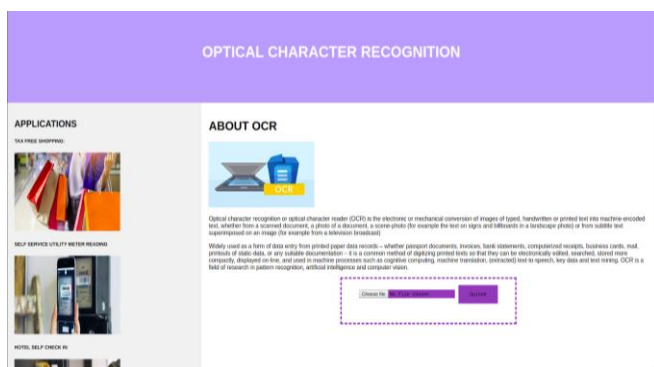 OPTICAL CHARACTER RECOGNITION
APPLICATIONS
TAX FREE SHOPPING:
SELF SERVICE UTILITY METER READING
HOTEL SELF CHECK IN:
ABOUT OCR
OCR
Optical character recognition or optical character reader (OCR) is the electronic or mechanical conversion of images of typed, handwritten or printed text into machine-encoded
text, whether from a scanned document, a photo of a document, a scene-photo (for example the text on signs and billboards in a landscape photo) or from subtitle text
superimposed on an image (for example from a television broadcast)
Widely used as a form of data entry from printed paper data records – whether passport documents, invoices, bank statements, computerized receipts, business cards, mail,
printouts of static data, or any suitable documentation – it is a common method of digitizing printed texts so that they can be electronically edited, searched, stored more
compactly, displayed on-line, and used in machine processes such as cognitive computing, machine translation, (extracted) text-to-speech, key data and text mining. OCR is a
field of research in pattern recognition, artificial intelligence and computer vision.
Choose file No file chosen